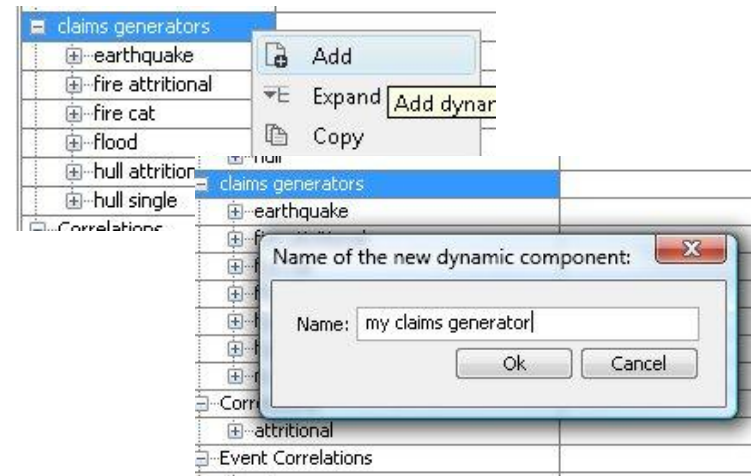 claims generators
earthquake
Add
fire attritional
Expand
Add dynar
fire cat
Copy
flood
hull
hull attrition
claims generators
hull single
earthquake
Correlations
Name of the new dynamic component:
Name: my claims generator
Ok Cancel
attritional
Event Correlations